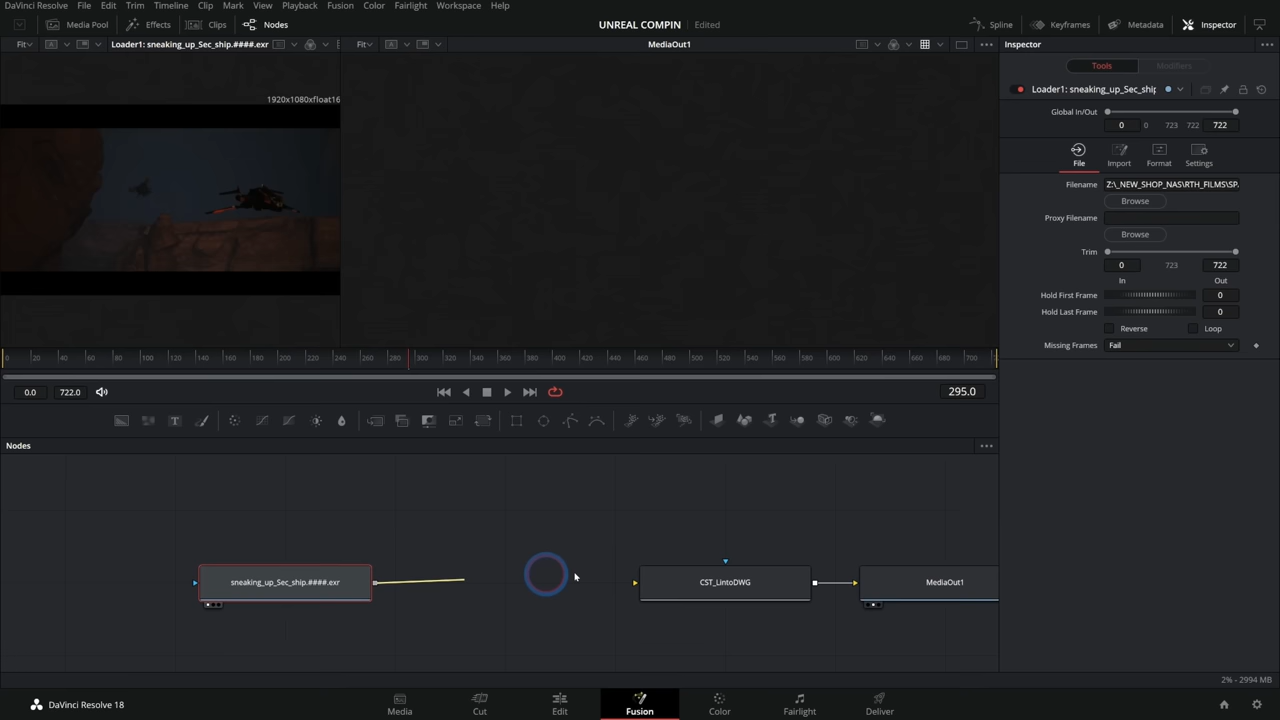 DaVinci Resolve File Edit Trim Timeline Clip Mark View Playback Fusion Color Fairlight Workspace Help
Media Pool Effects Clips Nodes UNREAL COMPIN Edited Spline Keyframes Metadata Inspector
Fit Loader1: sneaking_up_Sec_ship.####.exr Fit MediaOut1 Inspector
Tools Modifiers
Loader1: sneaking_up_Sec_ship
1920x1080xfloat16
Global In/Out
0 0 723 722 722
File Import Format Settings
Filename Z:\_NEW_SHOP_NAS\RTH_FILMS\SP.
Browse
Proxy Filename
Browse
Trim
0 723 722
In Out
Hold First Frame 0
Hold Last Frame 0
Reverse Loop
Missing Frames Fail
0 20 40 60 80 100 120 140 160 180 200 220 240 260 280 300 320 340 360 380 400 420 440 460 480 500 520 540 560 580 600 620 640 660 680 700
0.0 722.0 295.0
Nodes
sneaking_up_Sec_ship.####.exr CST_LintoDWG MediaOut1
2% - 2994 MB
DaVinci Resolve 18 Media Cut Edit Fusion Color Fairlight Deliver